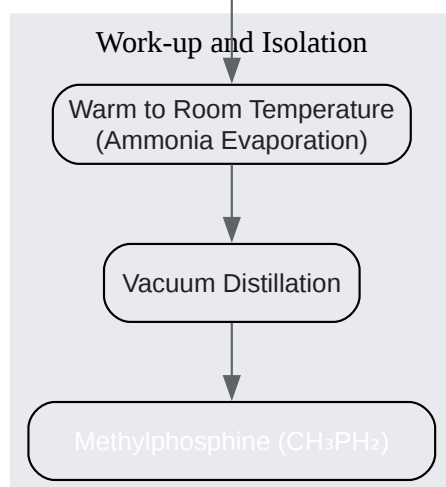 Work-up and Isolation
Warm to Room Temperature
(Ammonia Evaporation)
Vacuum Distillation
Methylphosphine (CH₃PH₂)